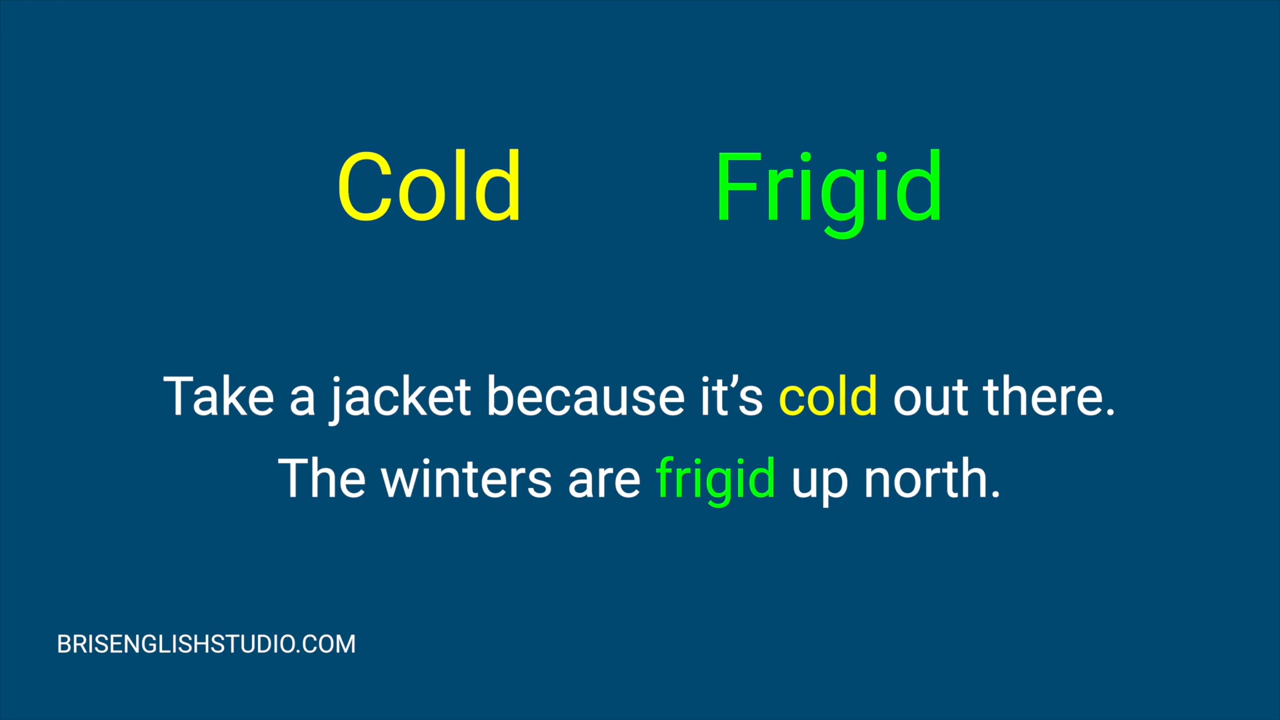 Cold Frigid
Take a jacket because it’s cold out there.
The winters are frigid up north.
BRISENGLISHSTUDIO.COM